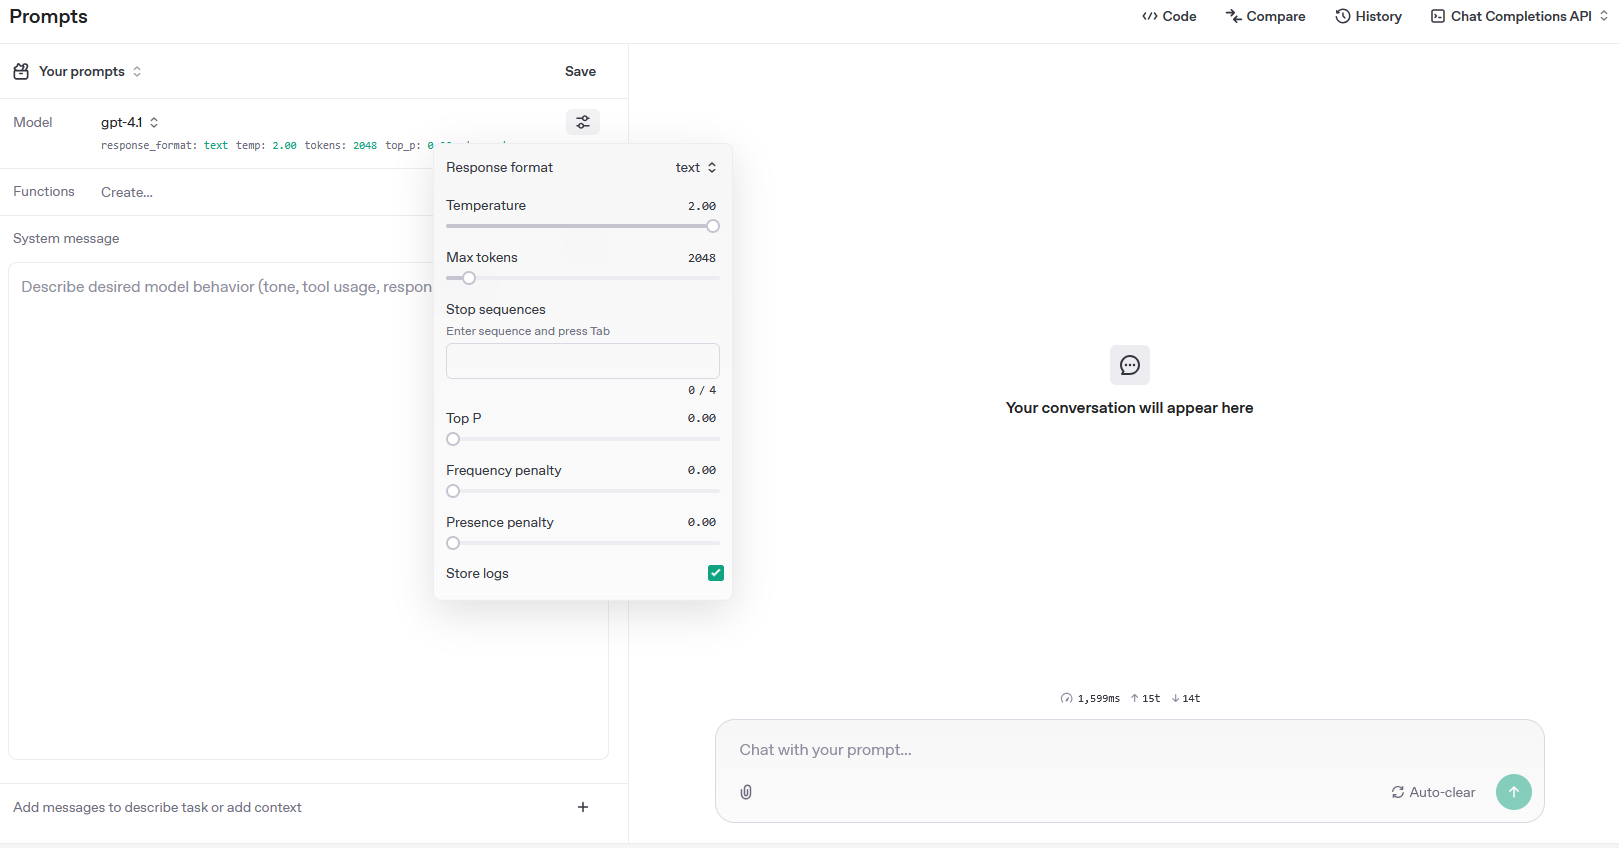 Prompts
Code
Compare
History
Chat Completions API
Your prompts
Save
Model
gpt-4.1
response_format: text temp: 2.00 tokens: 2048 top_p:
Functions
Create...
System message
Describe desired model behavior (tone, tool usage,
Response format
text
Temperature
2.00
Max tokens
2048
Stop sequences
Enter sequence and press Tab
0 / 4
Top P
0.00
Frequency penalty
0.00
Presence penalty
0.00
Store logs
Your conversation will appear here
1,599ms
15t
14t
Chat with your prompt...
Auto-clear
Add messages to describe task or add context